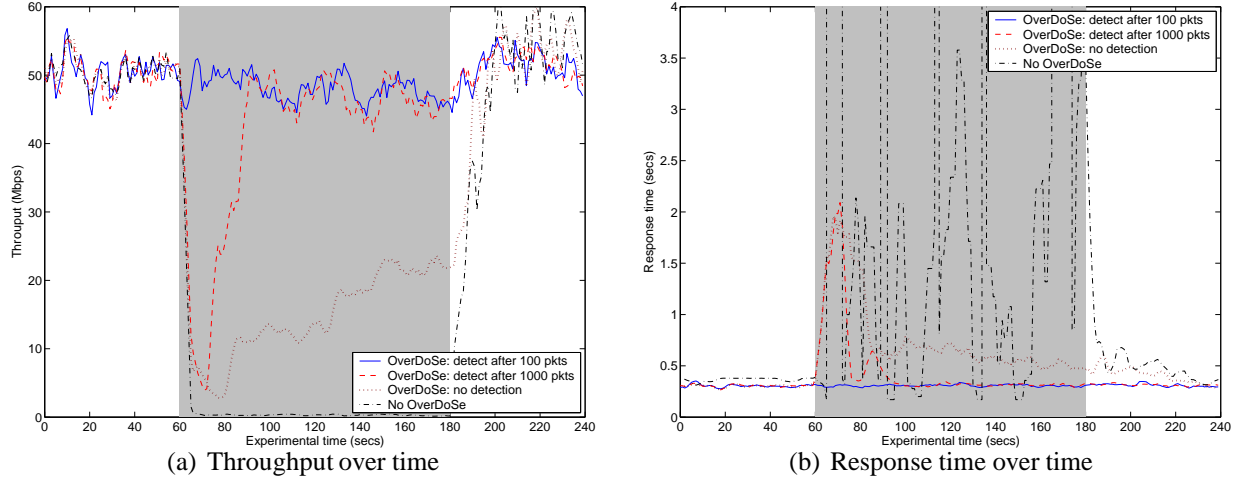 60
50
40
30
20
10
0
Throuput (Mbps)
0 20 40 60 80 100 120 140 160 180 200 220 240
Experimental time (secs)
OverDoSe: detect after 100 pkts
OverDoSe: detect after 1000 pkts
OverDoSe: no detection
No OverDoSe
(a) Throughput over time
4
3.5
3
2.5
2
1.5
1
0.5
0
Response time (secs)
0 20 40 60 80 100 120 140 160 180 200 220 240
Experimental time (secs)
OverDoSe: detect after 100 pkts
OverDoSe: detect after 1000 pkts
OverDoSe: no detection
No OverDoSe
(b) Response time over time